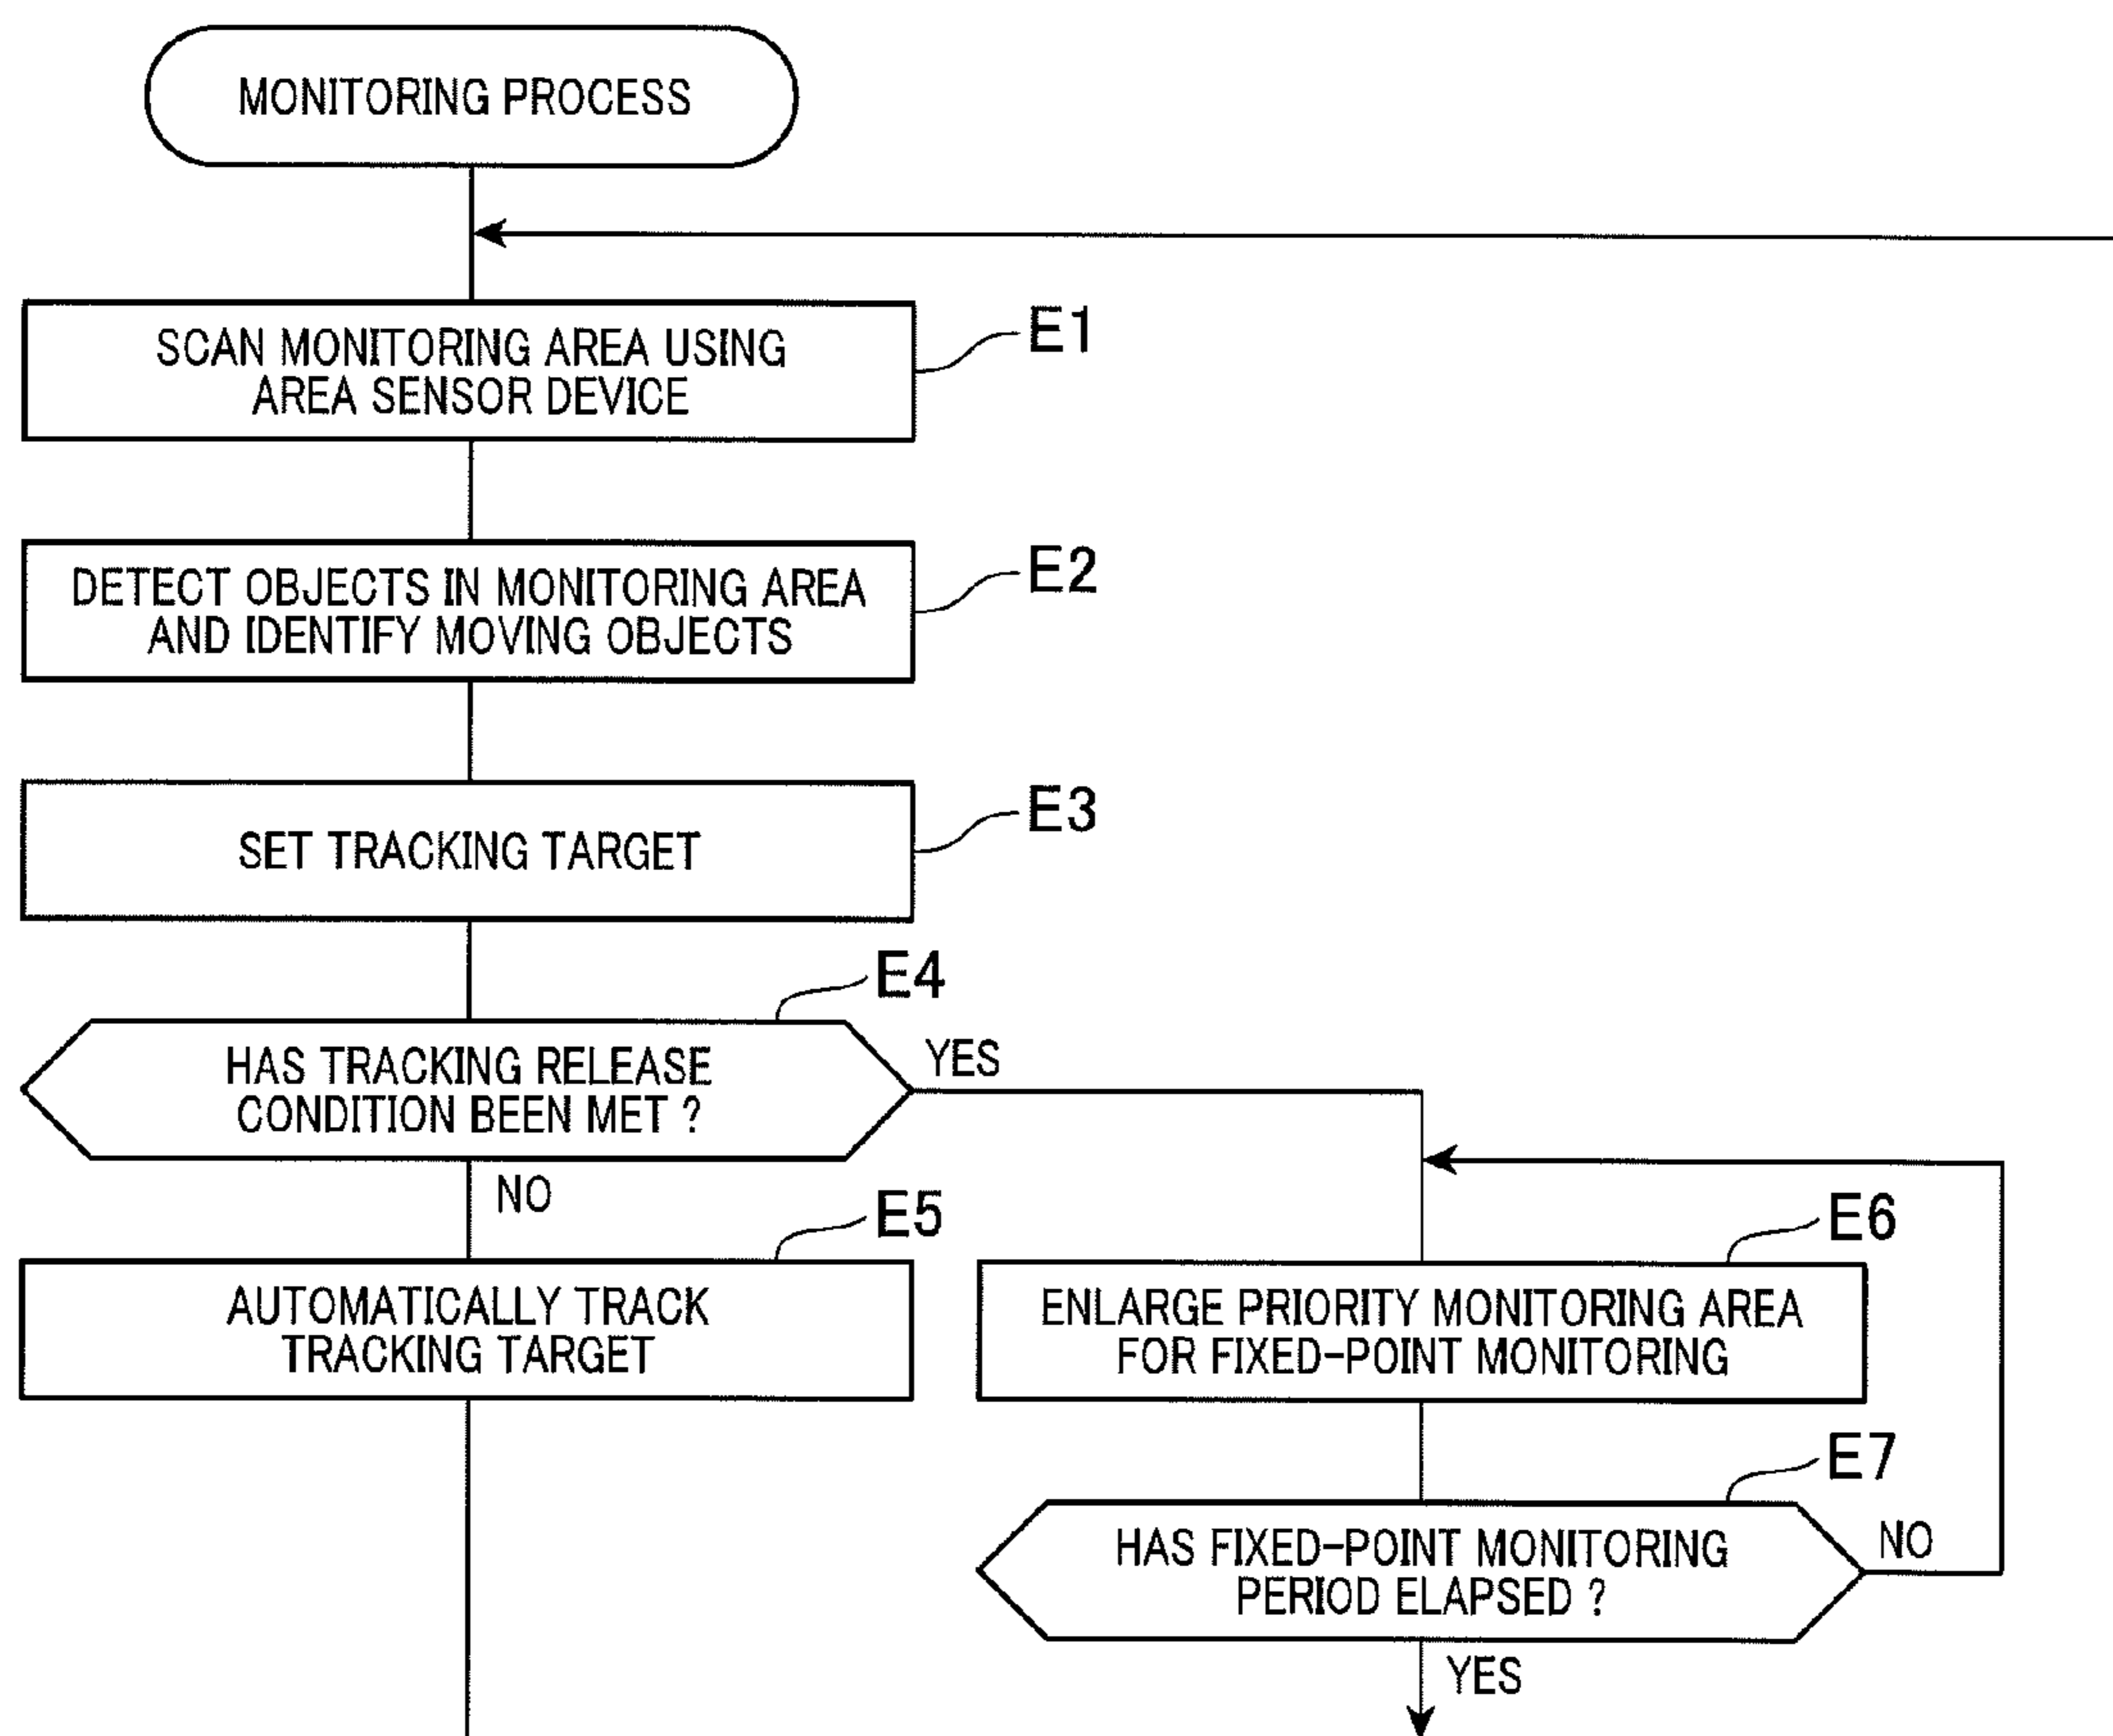 MONITORING PROCESS
SCAN MONITORING AREA USING
AREA SENSOR DEVICE
E1
DETECT OBJECTS IN MONITORING AREA
AND IDENTIFY MOVING OBJECTS
E2
SET TRACKING TARGET
E3
E4
HAS TRACKING RELEASE
CONDITION BEEN MET ?
YES
NO
E5
AUTOMATICALLY TRACK
TRACKING TARGET
E6
ENLARGE PRIORITY MONITORING AREA
FOR FIXED-POINT MONITORING
E7
HAS FIXED-POINT MONITORING
PERIOD ELAPSED ?
NO
YES